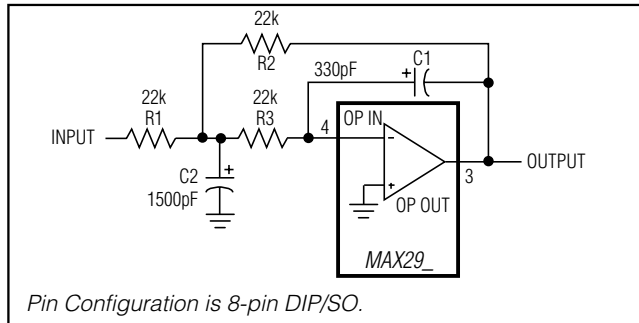 22k
R2
330pF
C1
22k
R1
22k
R3
4
OP IN
INPUT
OUTPUT
3
C2
1500pF
OP OUT
MAX29_
Pin Configuration is 8-pin DIP/SO.